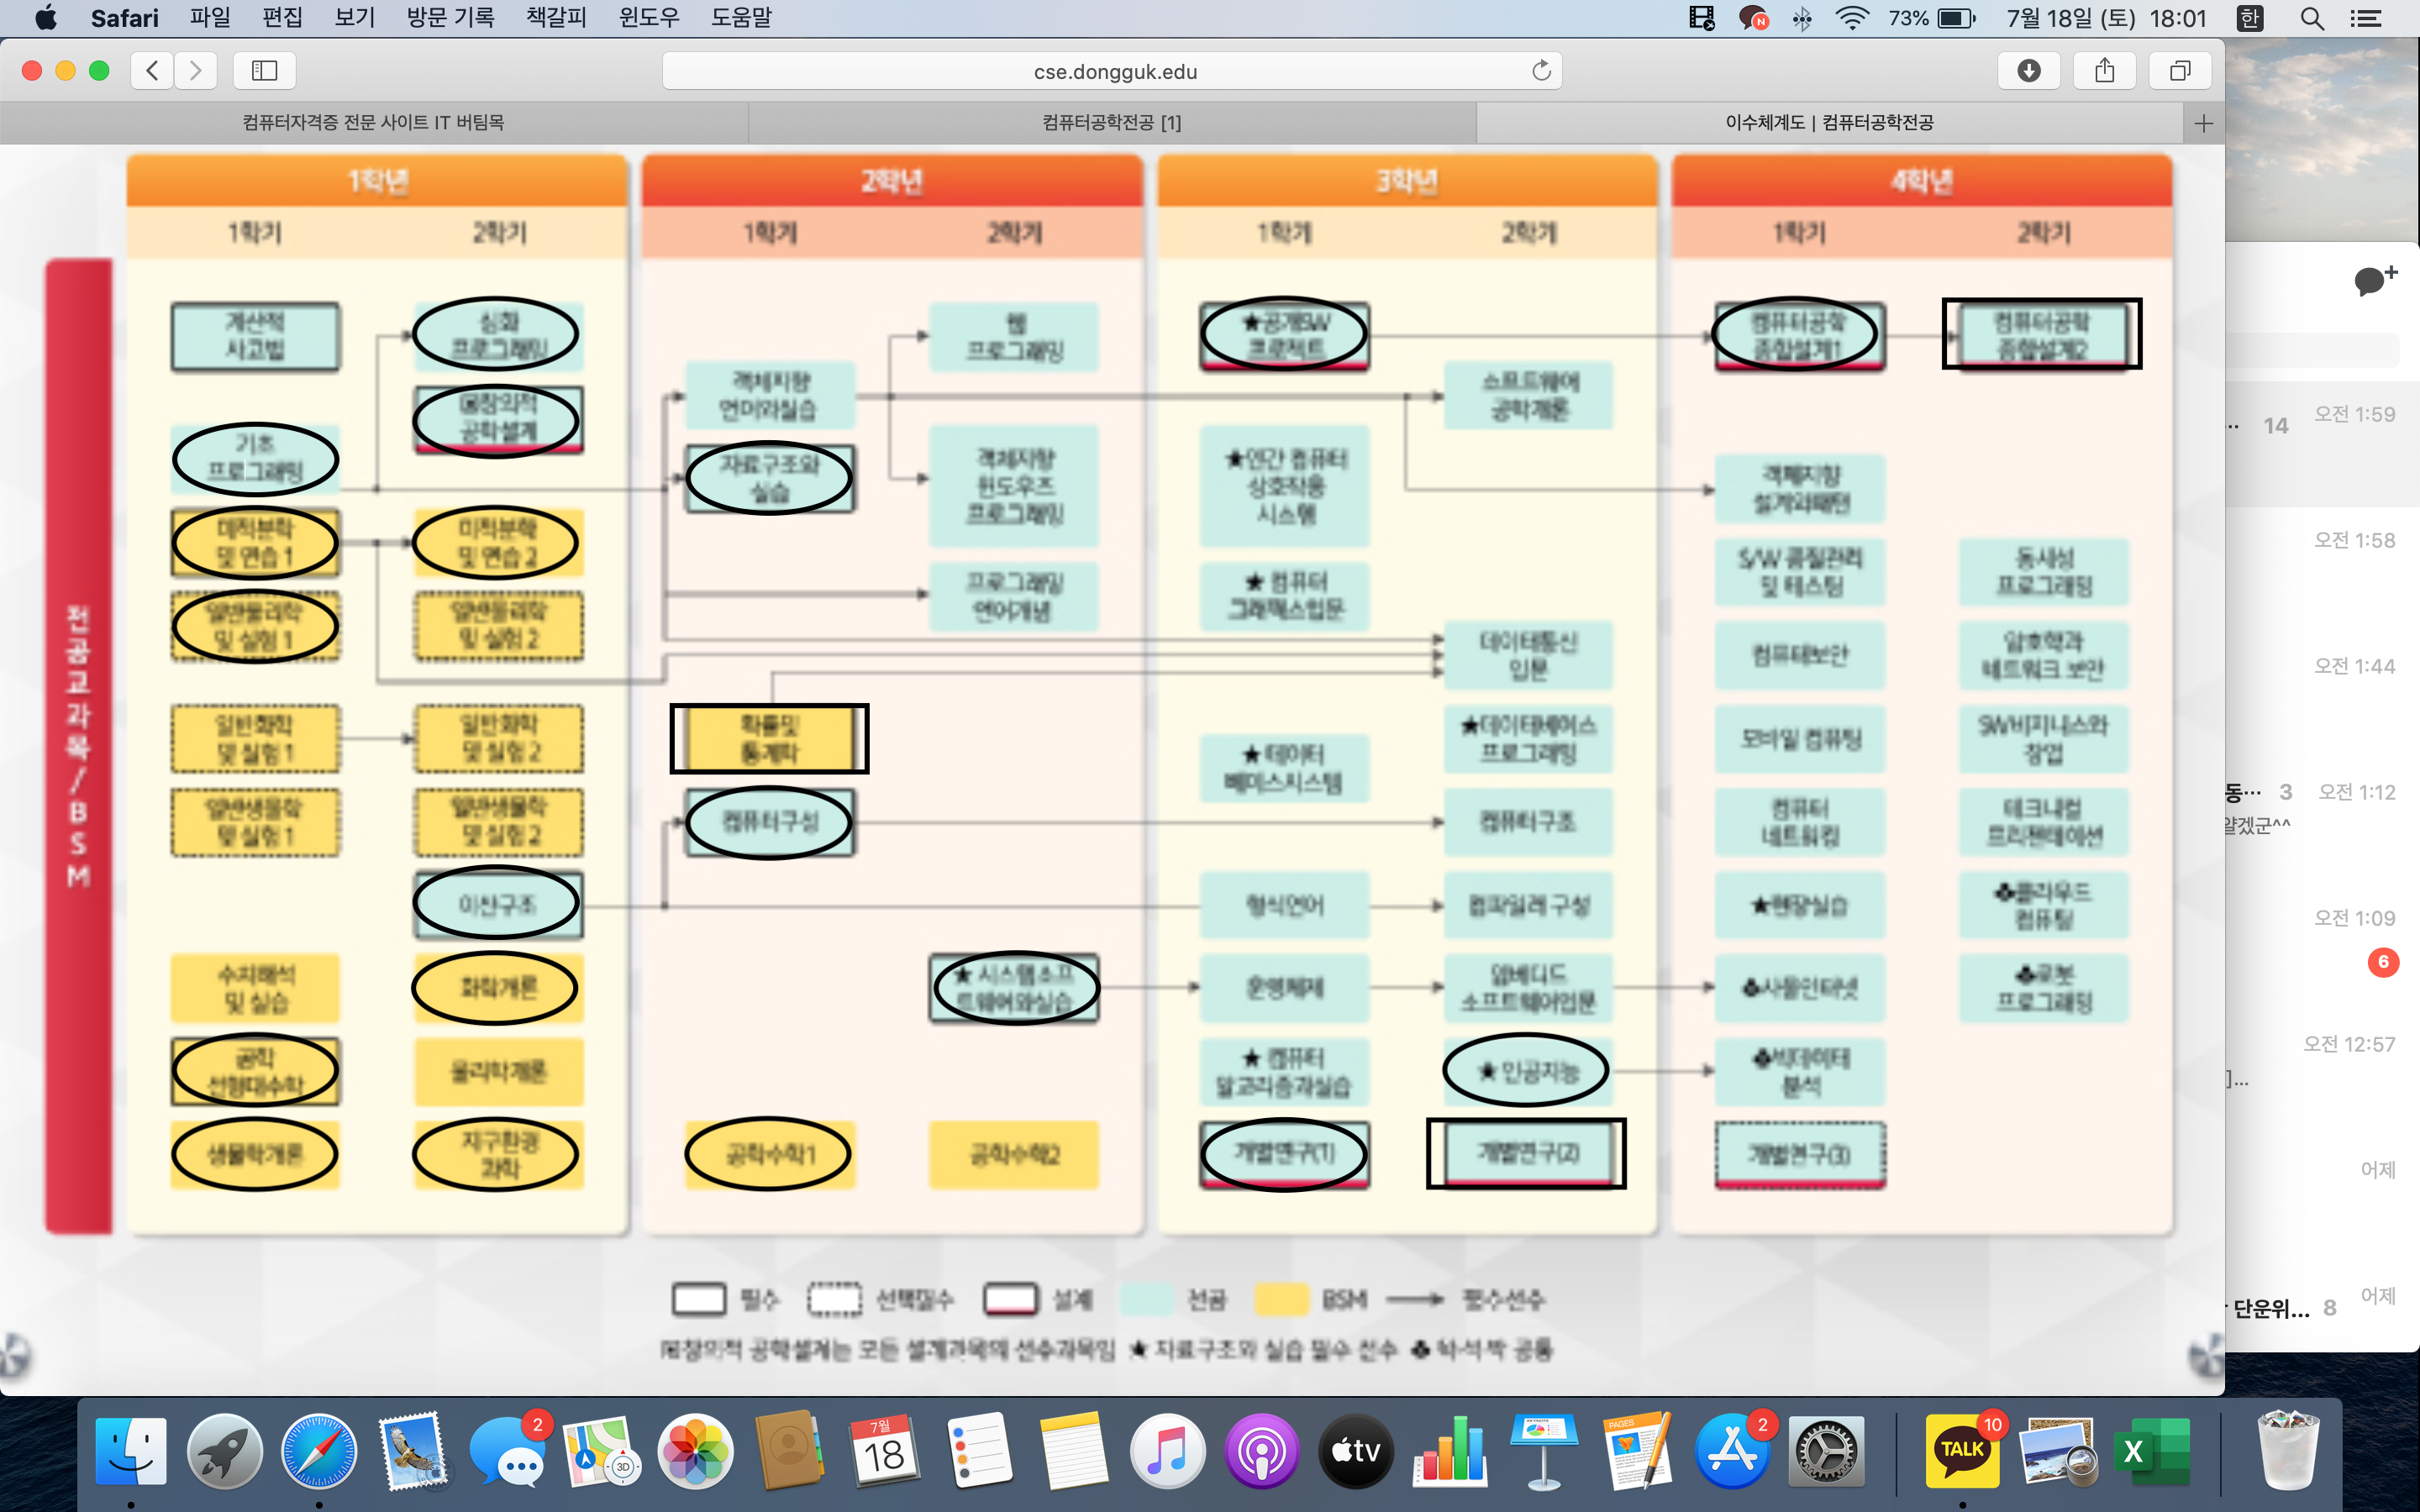 Safari 파일 편집 보기 방문 기록 책갈피 윈도우 도움말
73% 7월 18일 (토) 18:01 한
cse.dongguk.edu
컴퓨터자격증 전문 사이트 IT 버팀목
컴퓨터공학전공 [1]
이수체계도 | 컴퓨터공학전공
1학년 2학년 3학년 4학년
1학기 2학기 1학기 2학기 1학기 2학기 1학기 2학기
전공교과목/BSM
계산적
사고법
기초
프로그래밍
미적분학
및 연습 1
일반물리학
및 실험 1
일반화학
및 실험 1
일반생물학
및 실험 1
수치해석
및 실습
공학
선형대수학
생물학개론
심화
프로그래밍
창의적
공학설계
미적분학
및 연습 2
일반물리학
및 실험 2
일반화학
및 실험 2
일반생물학
및 실험 2
이산구조
화학개론
물리학개론
지구환경
과학
객체지향
언어와실습
자료구조와
실습
확률및
통계학
컴퓨터구성
공학수학1
웹
프로그래밍
객체지향
윈도우즈
프로그래밍
프로그래밍
언어개념
★ 시스템소프
트웨어와실습
공학수학2
★공개SW
프로젝트
★인간 컴퓨터
상호작용
시스템
★ 컴퓨터
그래픽스입문
★ 데이터
베이스시스템
형식언어
운영체제
★ 컴퓨터
알고리즘과실습
개별연구(1)
소프트웨어
공학개론
데이터통신
입문
★데이터베이스
프로그래밍
컴퓨터구조
컴파일러 구성
임베디드
소프트웨어입문
★ 인공지능
개별연구(2)
컴퓨터공학
종합설계1
객체지향
설계와패턴
S/W 품질관리
및 테스팅
컴퓨터보안
모바일 컴퓨팅
컴퓨터
네트워킹
★현장실습
♣사물인터넷
♣빅데이터
분석
개별연구(3)
컴퓨터공학
종합설계2
동시성
프로그래밍
암호학과
네트워크 보안
SW비지니스와
창업
테크니컬
프리젠테이션
♣클라우드
컴퓨팅
♣로봇
프로그래밍
필수 선택필수 설계 전공 BSM 필수선수
창의적 공학설계는 모든 설계과목의 선수과목임 ★ 자료구조와 실습 필수 선수 ♣ 학·석·박 공통
오전 1:59
… 14
오전 1:58
오전 1:44
동… 3 오전 1:12
얄겠군^^
오전 1:09
6
오전 12:57
]…
어제
어제
단운위… 8
2
3D
7월
18
tv
PAGES
2
TALK
10
X